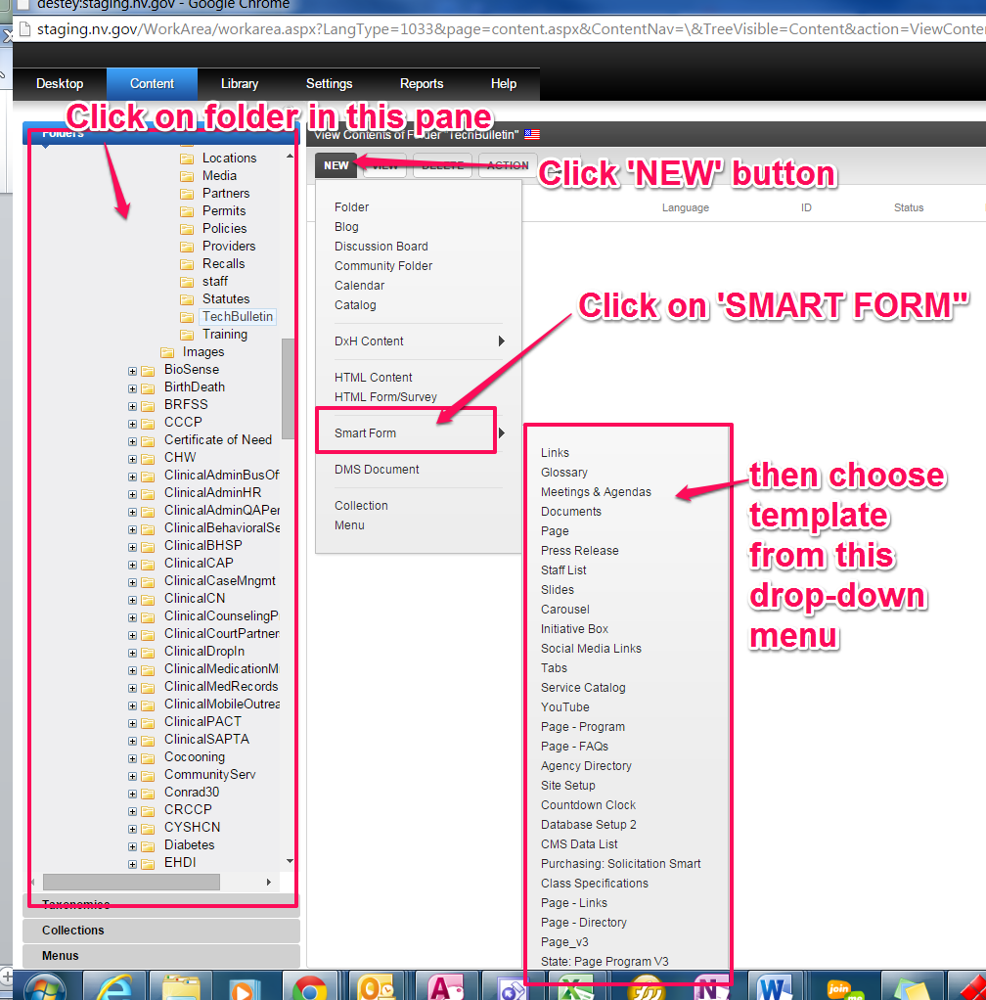 destey:staging.nv.gov - Google Chrome
staging.nv.gov/WorkArea/workarea.aspx?LangType=1033&page=content.aspx&ContentNav=\&TreeVisible=Content&action=ViewConten
Desktop Content Library Settings Reports Help
Click on folder in this pane
Folders
View Contents of Folder "TechBulletin"
NEW VIEW DELETE ACTION
Click 'NEW' button
Language ID Status
Locations
Media
Partners
Permits
Policies
Providers
Recalls
staff
Statutes
TechBulletin
Training
Images
BioSense
BirthDeath
BRFSS
CCCP
Certificate of Need
CHW
ClinicalAdminBusOf
ClinicalAdminHR
ClinicalAdminQAPer
ClinicalBehavioralSe
ClinicalBHSP
ClinicalCAP
ClinicalCaseMngmt
ClinicalCN
ClinicalCounselingP
ClinicalCourtPartner
ClinicalDropIn
ClinicalMedicationM
ClinicalMedRecords
ClinicalMobileOutrea
ClinicalPACT
ClinicalSAPTA
Cocooning
CommunityServ
Conrad30
CRCCP
CYSHCN
Diabetes
EHDI
Taxonomies
Collections
Menus
Folder
Blog
Discussion Board
Community Folder
Calendar
Catalog
DxH Content
HTML Content
HTML Form/Survey
Smart Form
DMS Document
Collection
Menu
Click on 'SMART FORM"
Links
Glossary
Meetings & Agendas
Documents
Page
Press Release
Staff List
Slides
Carousel
Initiative Box
Social Media Links
Tabs
Service Catalog
YouTube
Page - Program
Page - FAQs
Agency Directory
Site Setup
Countdown Clock
Database Setup 2
CMS Data List
Purchasing: Solicitation Smart
Class Specifications
Page - Links
Page - Directory
Page_v3
State: Page Program V3
then choose
template
from this
drop-down
menu
join
me